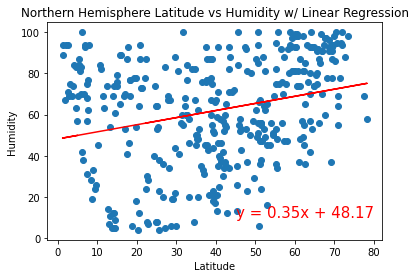 Northern Hemisphere Latitude vs Humidity w/ Linear Regression
100
80
60
40
20
0
Humidity
y = 0.35x + 48.17
0 10 20 30 40 50 60 70 80
Latitude